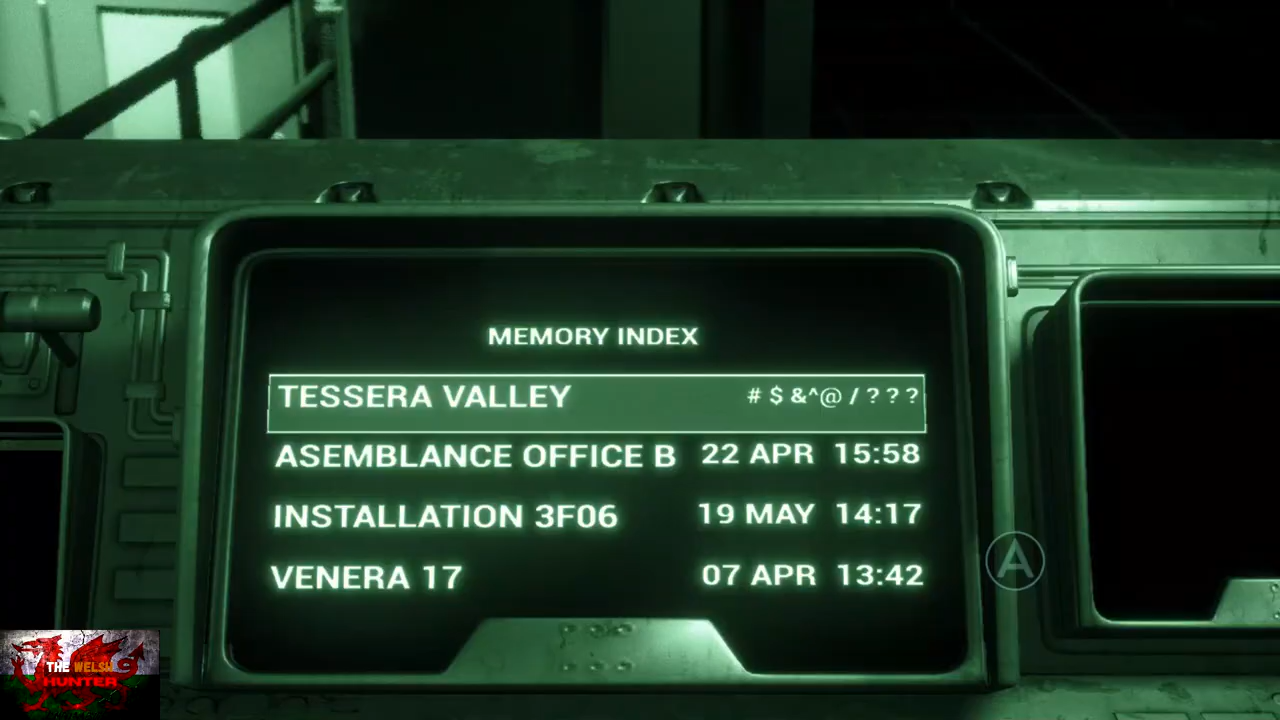 MEMORY INDEX
TESSERA VALLEY # $ &^@ / ? ? ?
ASEMBLANCE OFFICE B 22 APR 15:58
INSTALLATION 3F06 19 MAY 14:17
VENERA 17 07 APR 13:42
A
THE WELSH
HUNTER